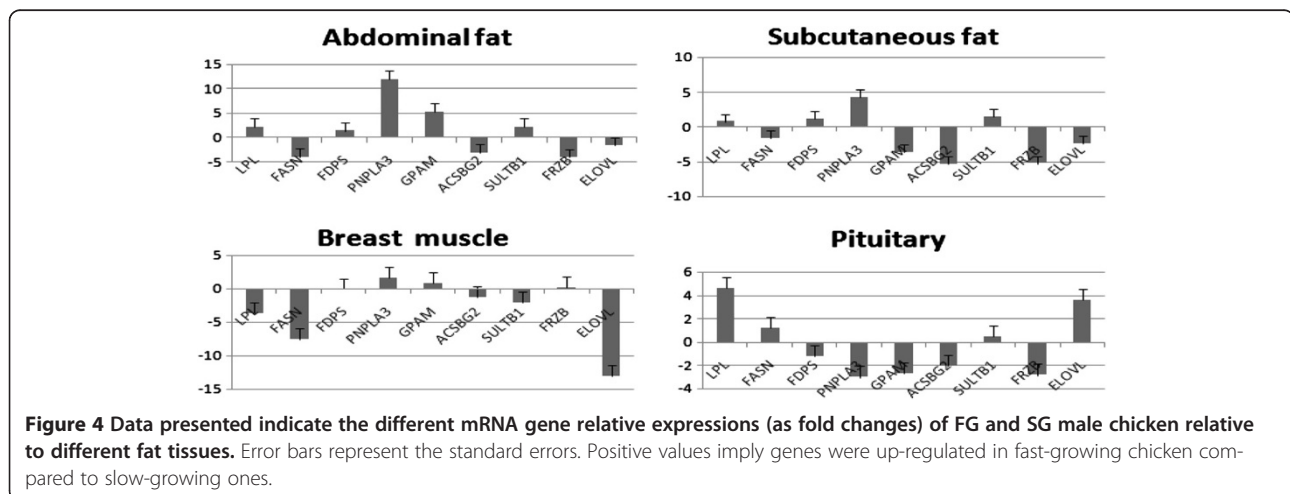 Abdominal fat
15
10
5
0
-5
LPL
FASN
FDPS
PNPLA3
GPAM
ACSBG2
SULTB1
FRZB
ELOVL
Subcutaneous fat
10
5
0
-5
-10
LPL
FASN
FDPS
PNPLA3
GPAM
ACSBG2
SULTB1
FRZB
ELOVL
Breast muscle
5
0
-5
-10
-15
LPL
FASN
FDPS
PNPLA3
GPAM
ACSBG2
SULTB1
FRZB
ELOVL
Pituitary
6
4
2
0
-2
-4
LPL
FASN
FDPS
PNPLA3
GPAM
ACSBG2
SULTB1
FRZB
ELOVL
Figure 4 Data presented indicate the different mRNA gene relative expressions (as fold changes) of FG and SG male chicken relative
to different fat tissues. Error bars represent the standard errors. Positive values imply genes were up-regulated in fast-growing chicken com-
pared to slow-growing ones.